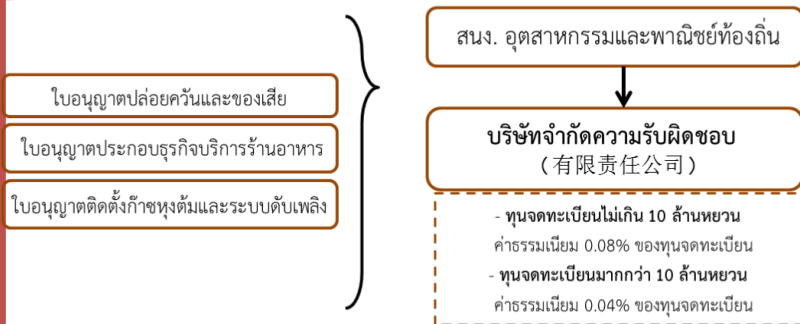 ใบอนุญาตปล่อยควันและของเสีย
ใบอนุญาตประกอบธุรกิจบริการร้านอาหาร
ใบอนุญาตติดตั้งก๊าซหุงต้มและระบบดับเพลิง
สนง. อุตสาหกรรมและพาณิชย์ท้องถิ่น
บริษัทจำกัดความรับผิดชอบ
(有限责任公司)
- ทุนจดทะเบียนไม่เกิน 10 ล้านหยวน
ค่าธรรมเนียม 0.08% ของทุนจดทะเบียน
- ทุนจดทะเบียนมากกว่า 10 ล้านหยวน
ค่าธรรมเนียม 0.04% ของทุนจดทะเบียน